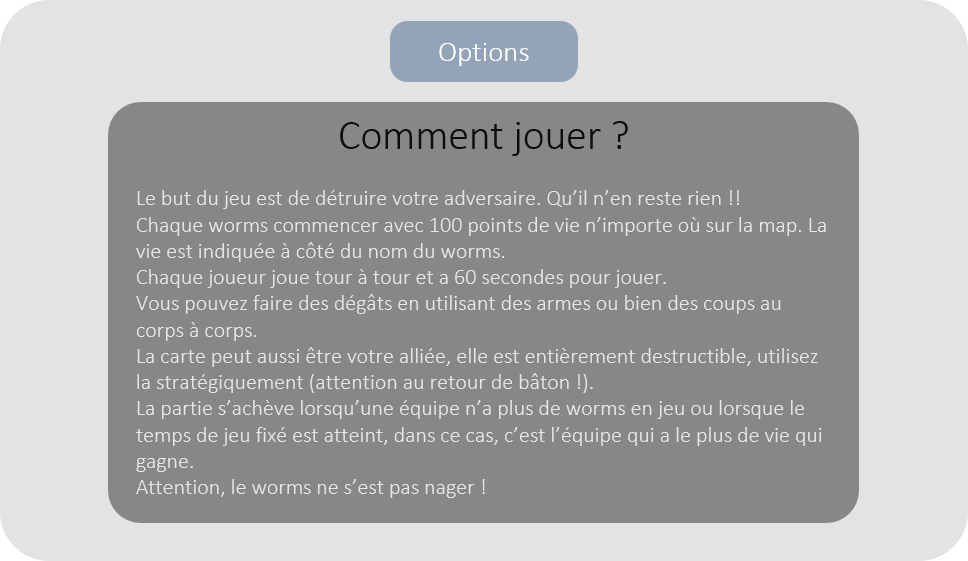 Options
Comment jouer ?
Le but du jeu est de détruire votre adversaire. Qu’il n’en reste rien !!
Chaque worms commencer avec 100 points de vie n’importe où sur la map. La
vie est indiquée à côté du nom du worms.
Chaque joueur joue tour à tour et a 60 secondes pour jouer.
Vous pouvez faire des dégâts en utilisant des armes ou bien des coups au
corps à corps.
La carte peut aussi être votre alliée, elle est entièrement destructible, utilisez
la stratégiquement (attention au retour de bâton !).
La partie s’achève lorsqu’une équipe n’a plus de worms en jeu ou lorsque le
temps de jeu fixé est atteint, dans ce cas, c’est l’équipe qui a le plus de vie qui
gagne.
Attention, le worms ne s’est pas nager !